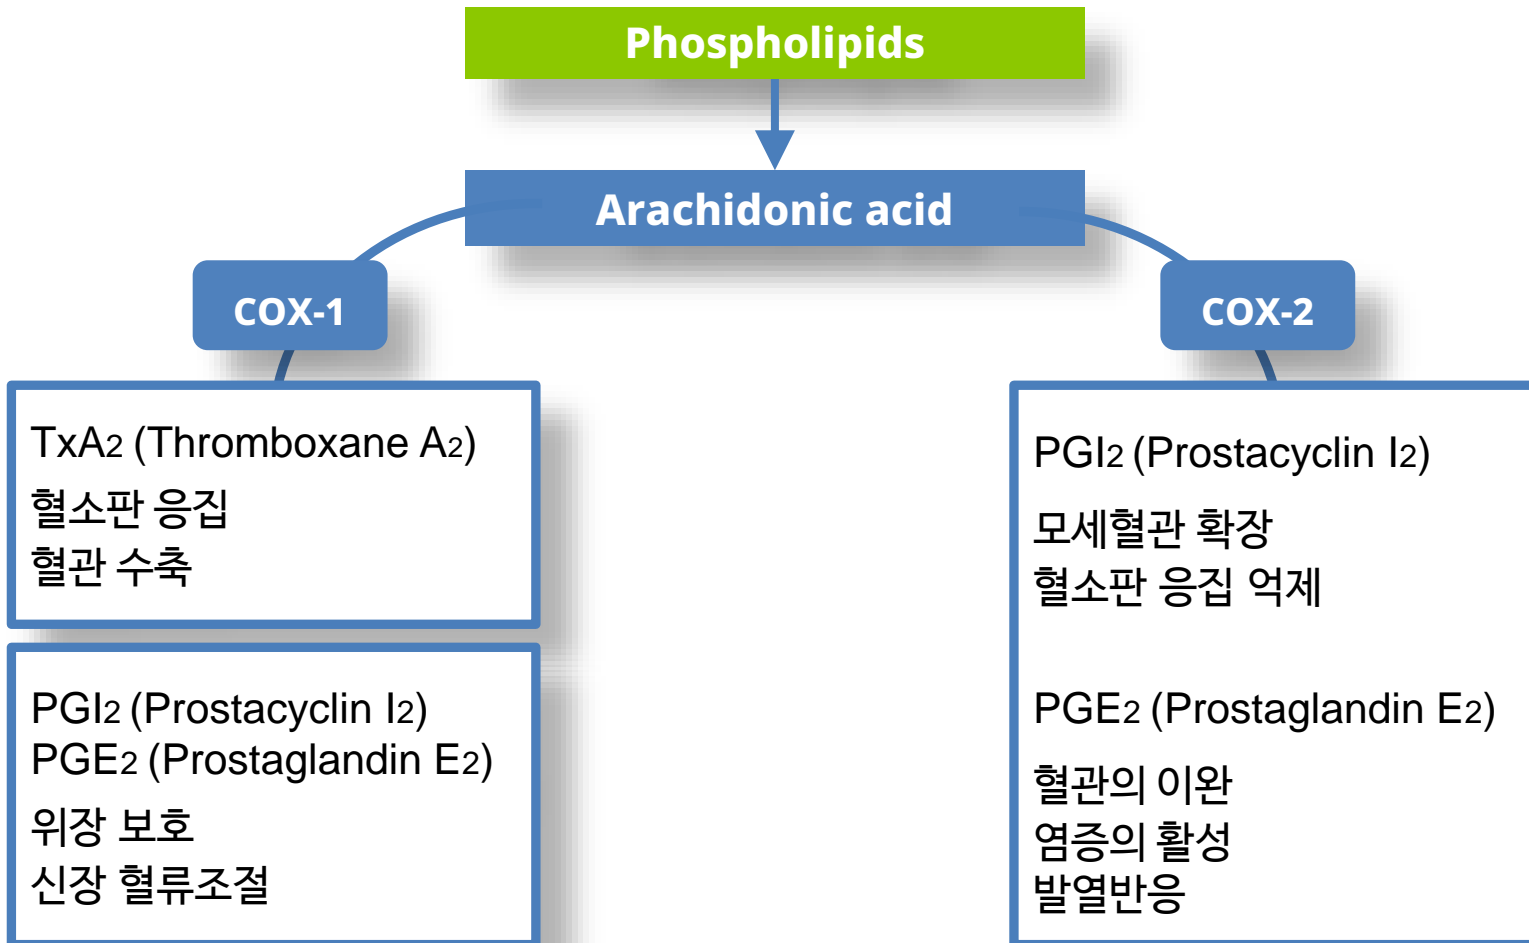 Phospholipids
Arachidonic acid
COX-1
COX-2
TxA2 (Thromboxane A2)
혈소판 응집
혈관 수축
PGI2 (Prostacyclin I2)
PGE2 (Prostaglandin E2)
위장 보호
신장 혈류조절
PGI2 (Prostacyclin I2)
모세혈관 확장
혈소판 응집 억제
PGE2 (Prostaglandin E2)
혈관의 이완
염증의 활성
발열반응